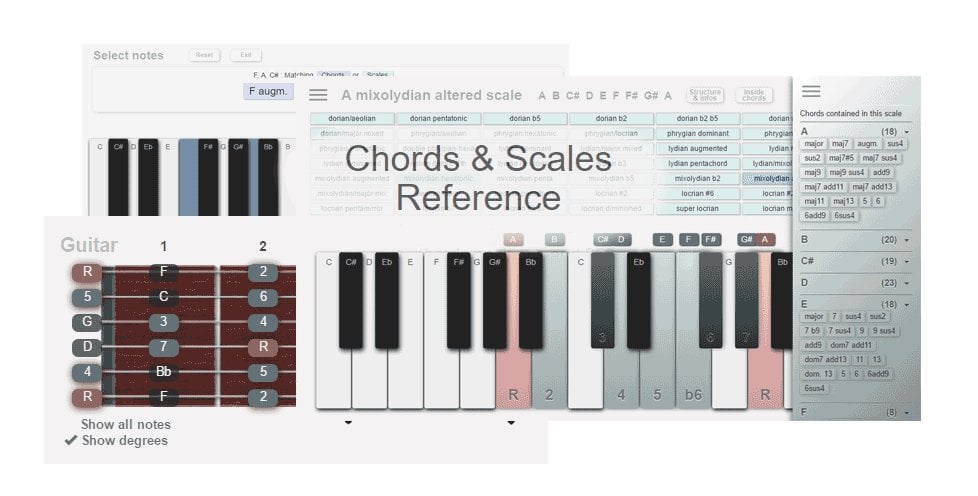 Select notes Reset Exit
F, A, C# : Matching Chords or Scales
F augm.
C C# D Eb E F# G# Bb B
A mixolydian altered scale A B C# D E F F# G# A Structure & infos Inside chords
dorian/aeolian dorian pentatonic dorian b5 dorian b2 dorian b2 b5
dorian/major mixed phrygian/aeolian phrygian hexatonic phrygian/locrian phrygian dominant
lydian augmented
lydian pentachord
mixolydian augmented mixolydian hexatonic mixolydian penta mixolydian b5 mixolydian b2
locrian #2 locrian #6
locrian pentamirror locrian diminished super locrian
Chords & Scales
Reference
A B C# D E F F# G# A
C C# D Eb E F F# G G# Bb B C Eb G Bb
3 6 7
R 2 4 5 b6 R
Chords contained in this scale
A (18)
major maj7 augm. sus4
sus2 maj7#5 maj7 sus4
maj9 maj9 sus4 add9
maj7 add11 maj7 add13
maj11 maj13 5 6
6add9 6sus4
B (20)
C# (19)
D (23)
E (18)
major 7 sus4 sus2
7 b9 7 sus4 9 9 sus4
add9 dom7 add11
dom7 add13 11 13
dom. 13 5 6 6add9
6sus4
F (8)
Guitar 1 2
R F 2
5 C 6
G 3 4
D 7 R
4 Bb 5
R F 2
Show all notes
Show degrees